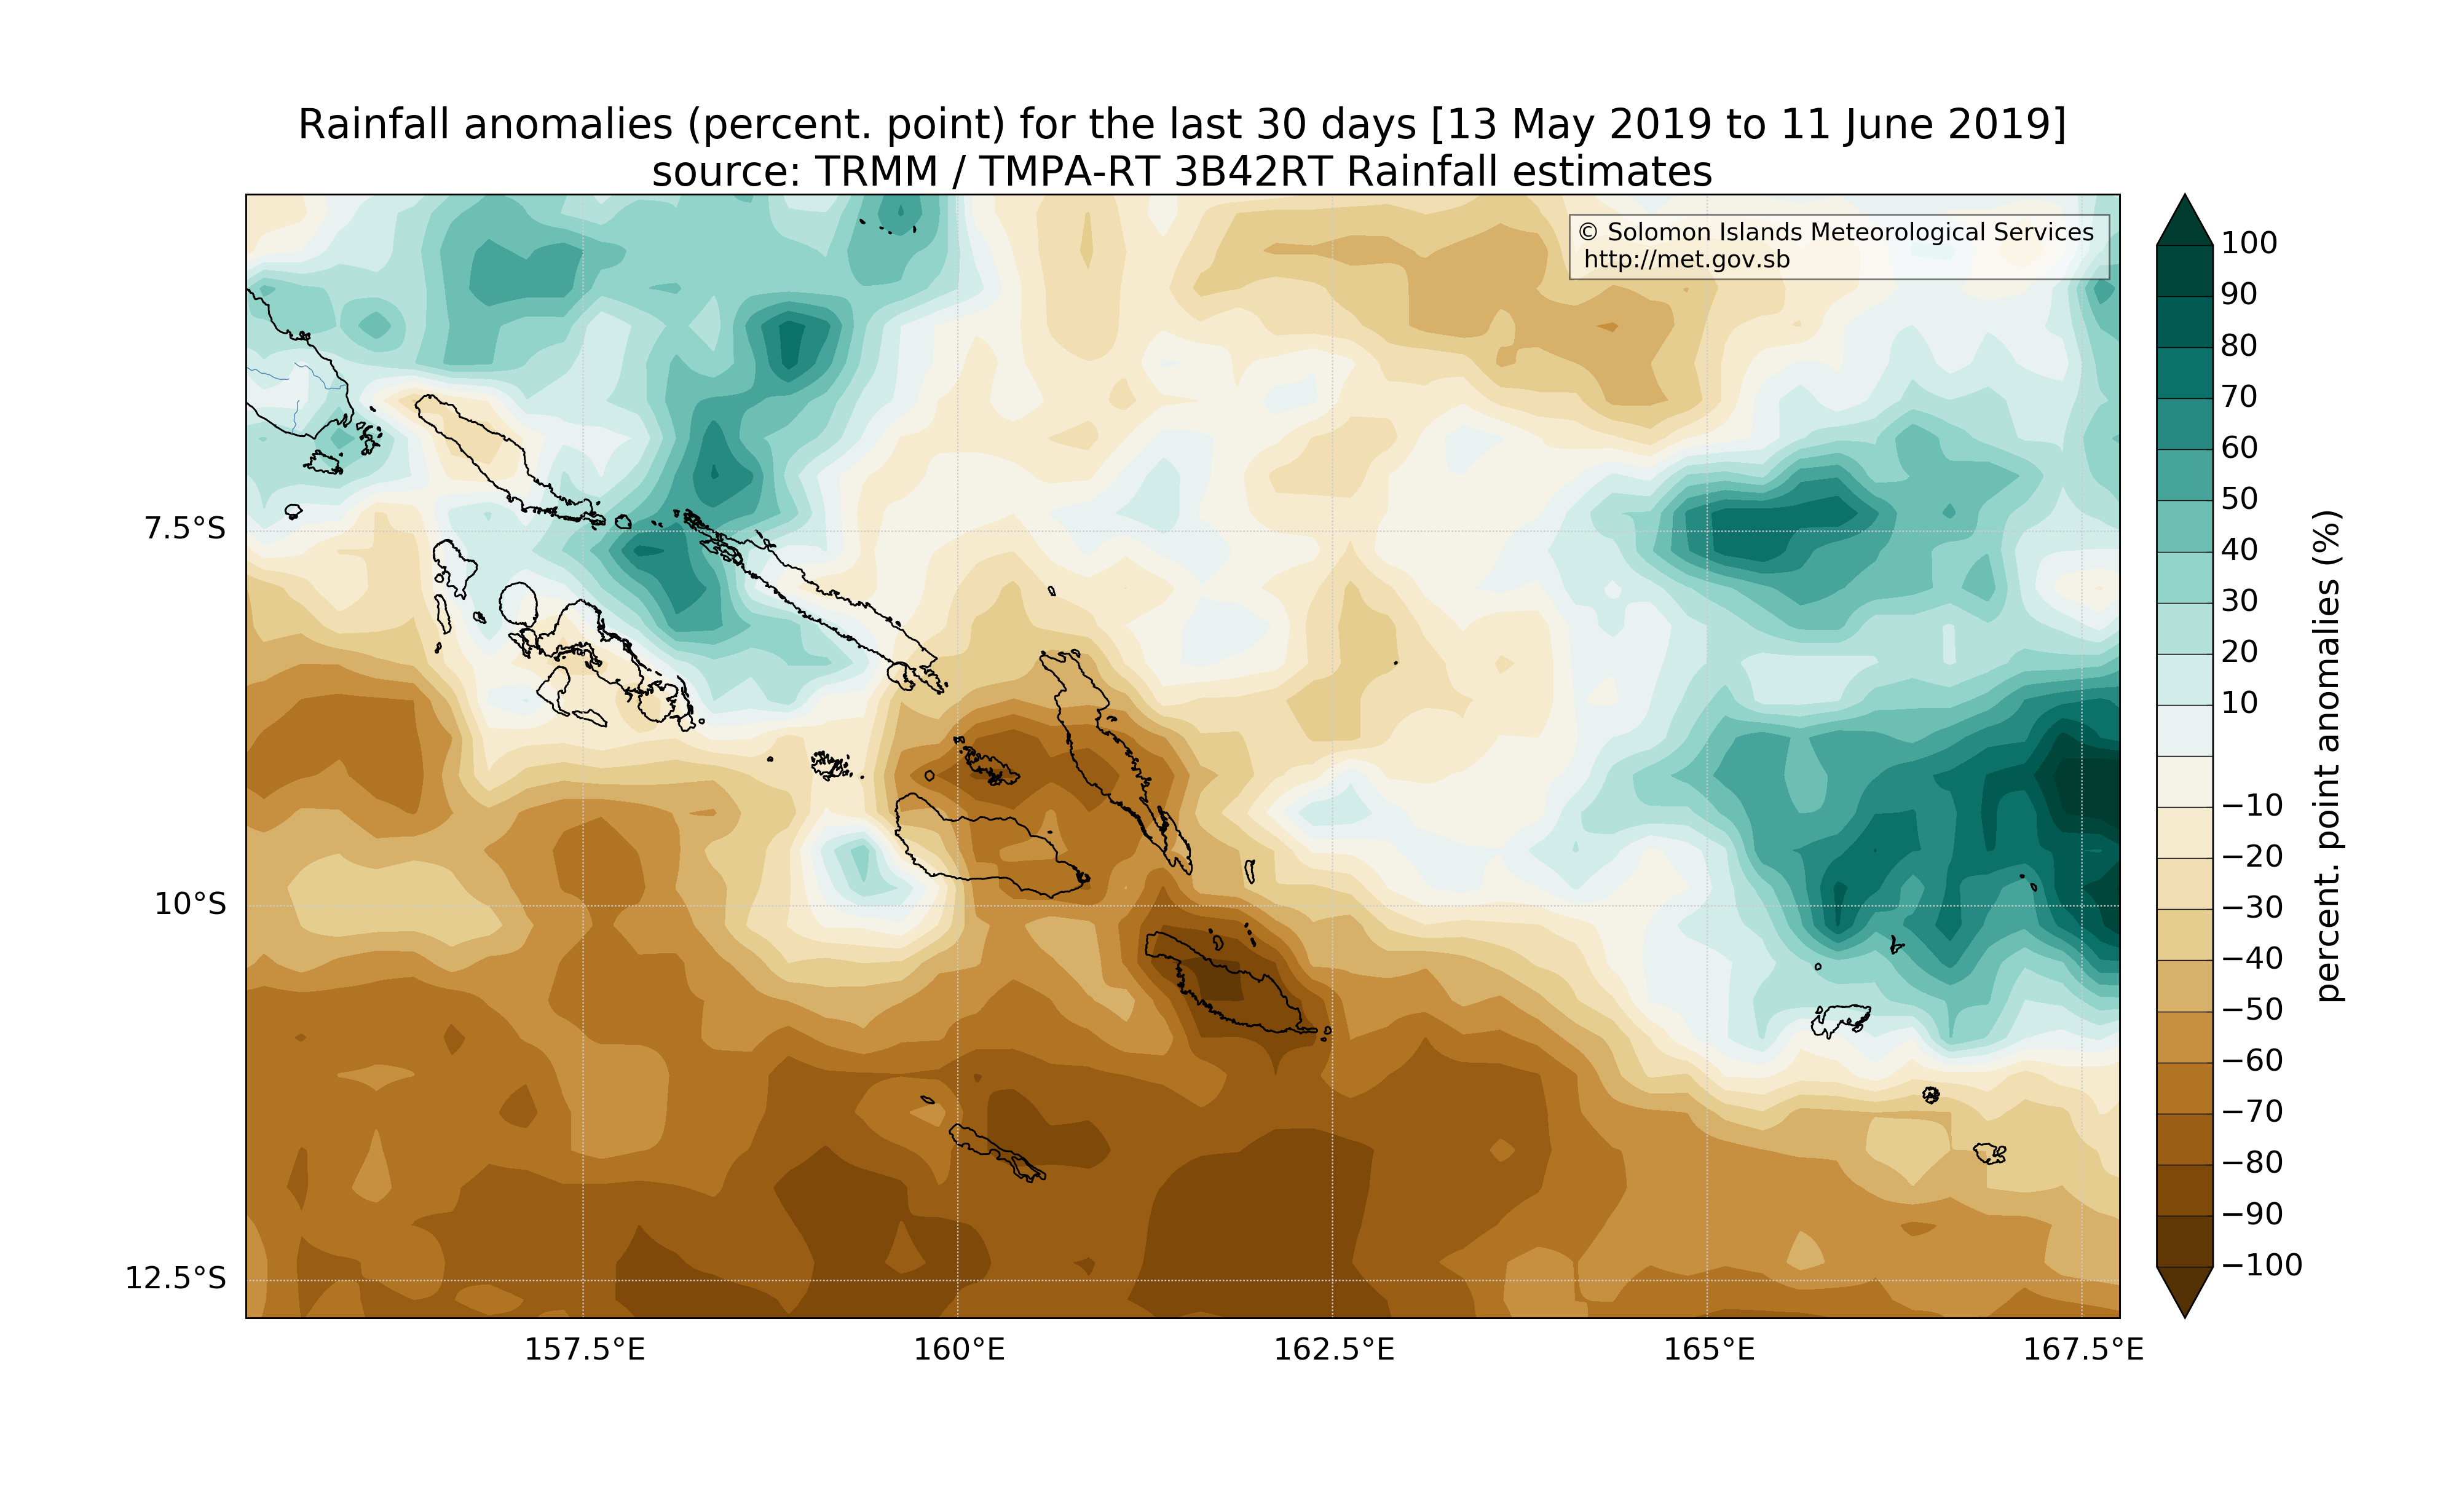 Rainfall anomalies (percent. point) for the last 30 days [13 May 2019 to 11 June 2019]
source: TRMM / TMPA-RT 3B42RT Rainfall estimates
© Solomon Islands Meteorological Services
http://met.gov.sb
7.5°S
10°S
12.5°S
157.5°E
160°E
162.5°E
165°E
167.5°E
100
90
80
70
60
50
40
30
20
10
−10
−20
−30
−40
−50
−60
−70
−80
−90
−100
percent. point anomalies (%)